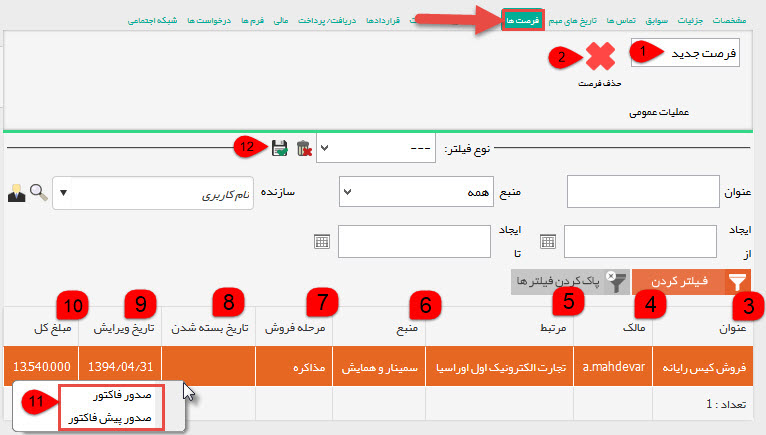 مشخصات جزئیات سوابق تماس ها تاریخ های مهم فرصت ها قراردادها دریافت/ پرداخت مالی فرم ها درخواست ها شبکه اجتماعی
1 فرصت جدید
2
حذف فرصت
عملیات عمومی
نوع فیلتر: --- 12
عنوان منبع همه سازنده نام کاربری
ایجاد از ایجاد تا
فیلتر کردن پاک کردن فیلتر ها
3 4 5 6 7 8 9 10
عنوان مالک مرتبط منبع مرحله فروش تاریخ بسته شدن تاریخ ویرایش مبلغ کل
فروش کیس رایانه a.mahdevar تجارت الکترونیک اول اوراسیا سمینار و همایش مذاکره 1394/04/31 13.540.000
تعداد : 1
11 صدور فاکتور
صدور پیش فاکتور